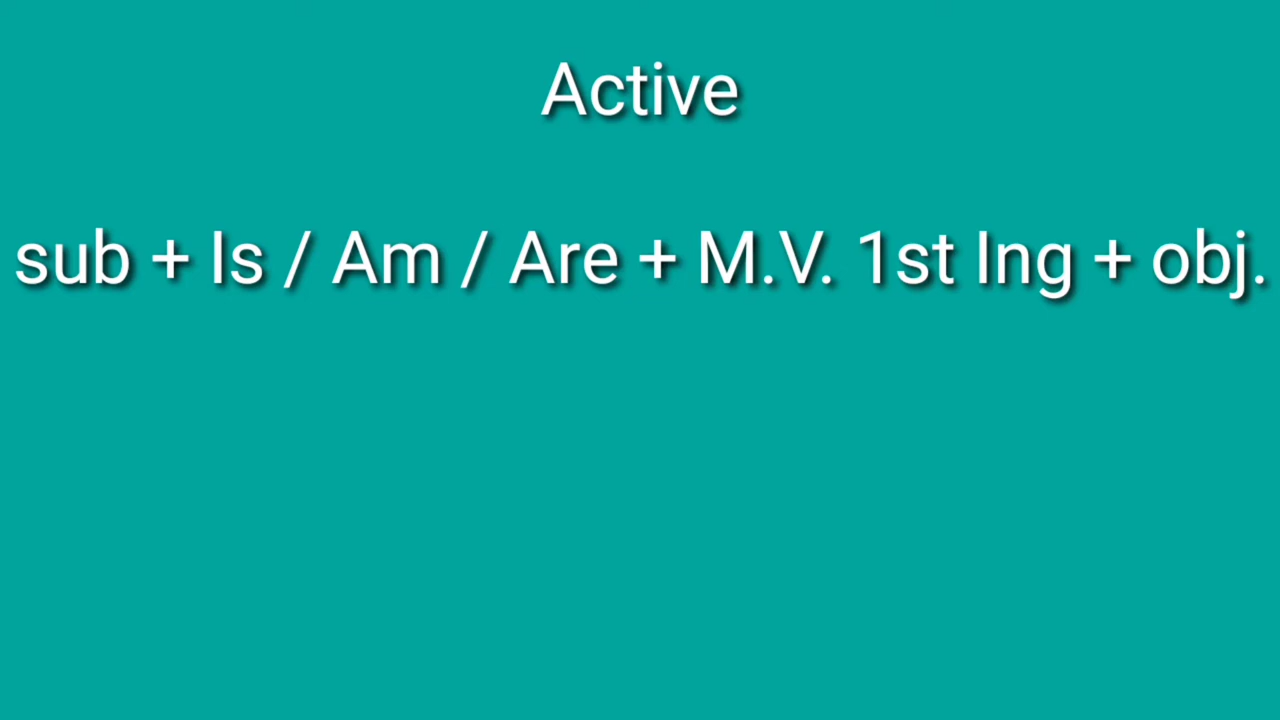 Active
sub + Is / Am / Are + M.V. 1st Ing + obj.